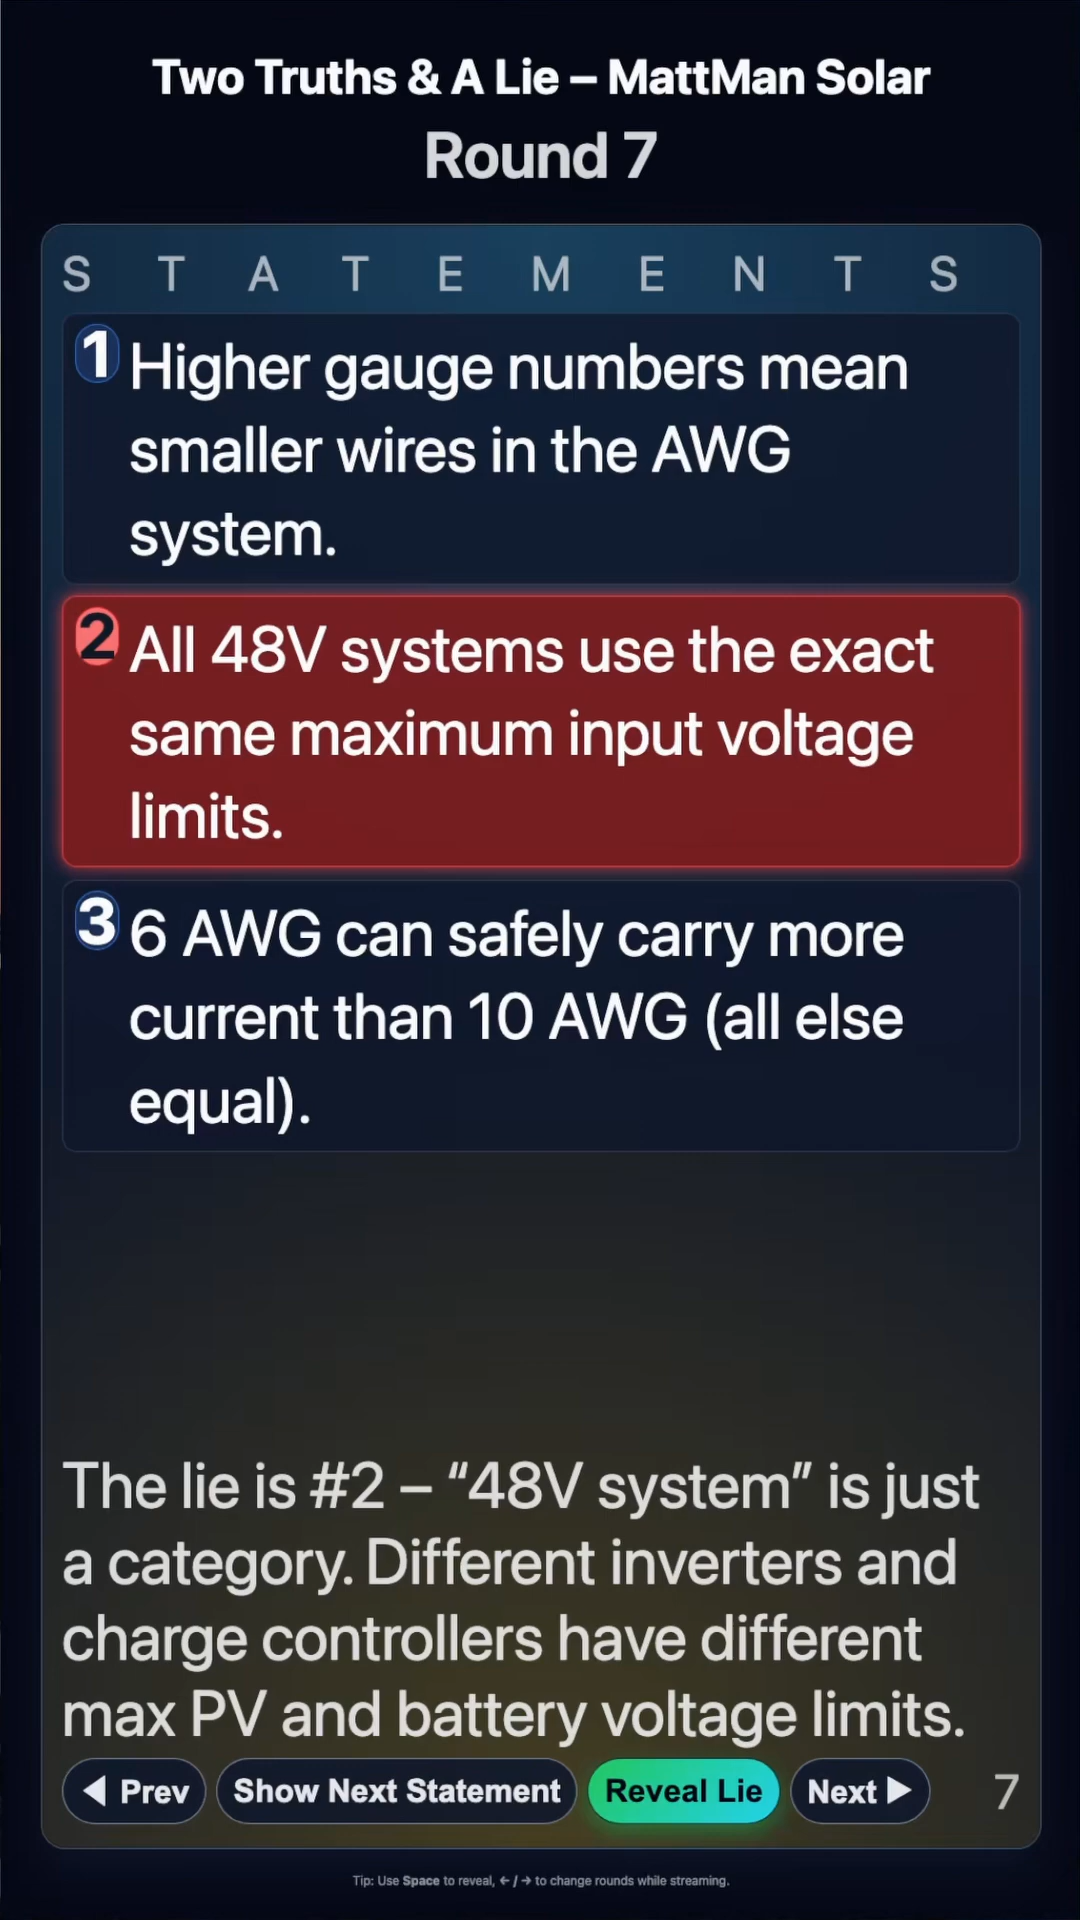 Two Truths & A Lie – MattMan Solar
Round 7
STATEMENTS
1 Higher gauge numbers mean
smaller wires in the AWG
system.
2 All 48V systems use the exact
same maximum input voltage
limits.
3 6 AWG can safely carry more
current than 10 AWG (all else
equal).
The lie is #2 – “48V system” is just
a category. Different inverters and
charge controllers have different
max PV and battery voltage limits.
◀ Prev Show Next Statement Reveal Lie Next ▶ 7
Tip: Use Space to reveal, ← / → to change rounds while streaming.